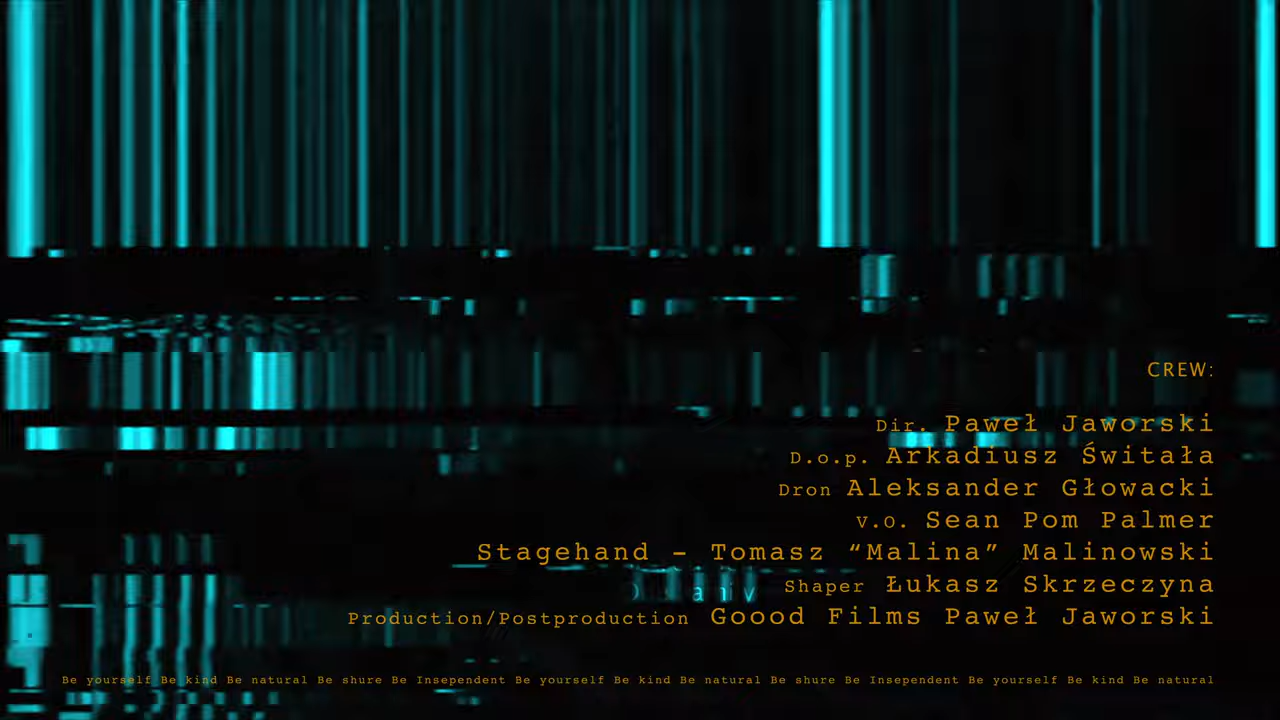 CREW:
Dir. Paweł Jaworski
D.o.p. Arkadiusz Świtała
Dron Aleksander Głowacki
V.O. Sean Pom Palmer
Stagehand – Tomasz “Malina” Malinowski
Shaper Łukasz Skrzeczyna
Production/Postproduction Goood Films Paweł Jaworski
Be yourself Be kind Be natural Be shure Be Insependent Be yourself Be kind Be natural Be shure Be Insependent Be yourself Be kind Be natural